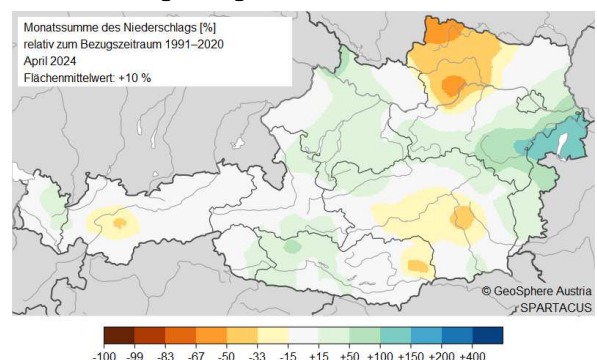 Monatssumme des Niederschlags [%]
relativ zum Bezugszeitraum 1991–2020
April 2024
Flächenmittelwert: +10 %
© GeoSphere Austria
SPARTACUS
-100 -99 -83 -67 -50 -33 -15 +15 +50 +100 +150 +200 +400